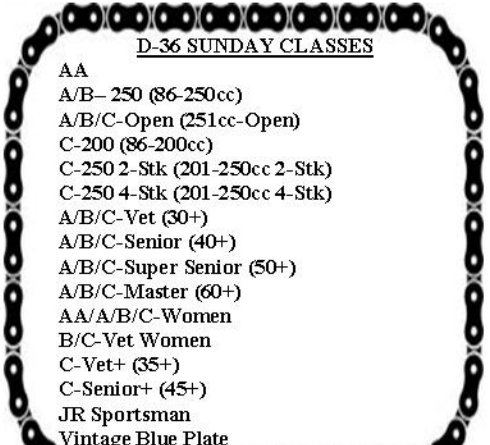 D-36 SUNDAY CLASSES
AA
A/B– 250 (86-250cc)
A/B/C-Open (251cc-Open)
C-200 (86-200cc)
C-250 2-Stk (201-250cc 2-Stk)
C-250 4-Stk (201-250cc 4-Stk)
A/B/C-Vet (30+)
A/B/C-Senior (40+)
A/B/C-Super Senior (50+)
A/B/C-Master (60+)
AA/A/B/C-Women
B/C-Vet Women
C-Vet+ (35+)
C-Senior+ (45+)
JR Sportsman
Vintage Blue Plate